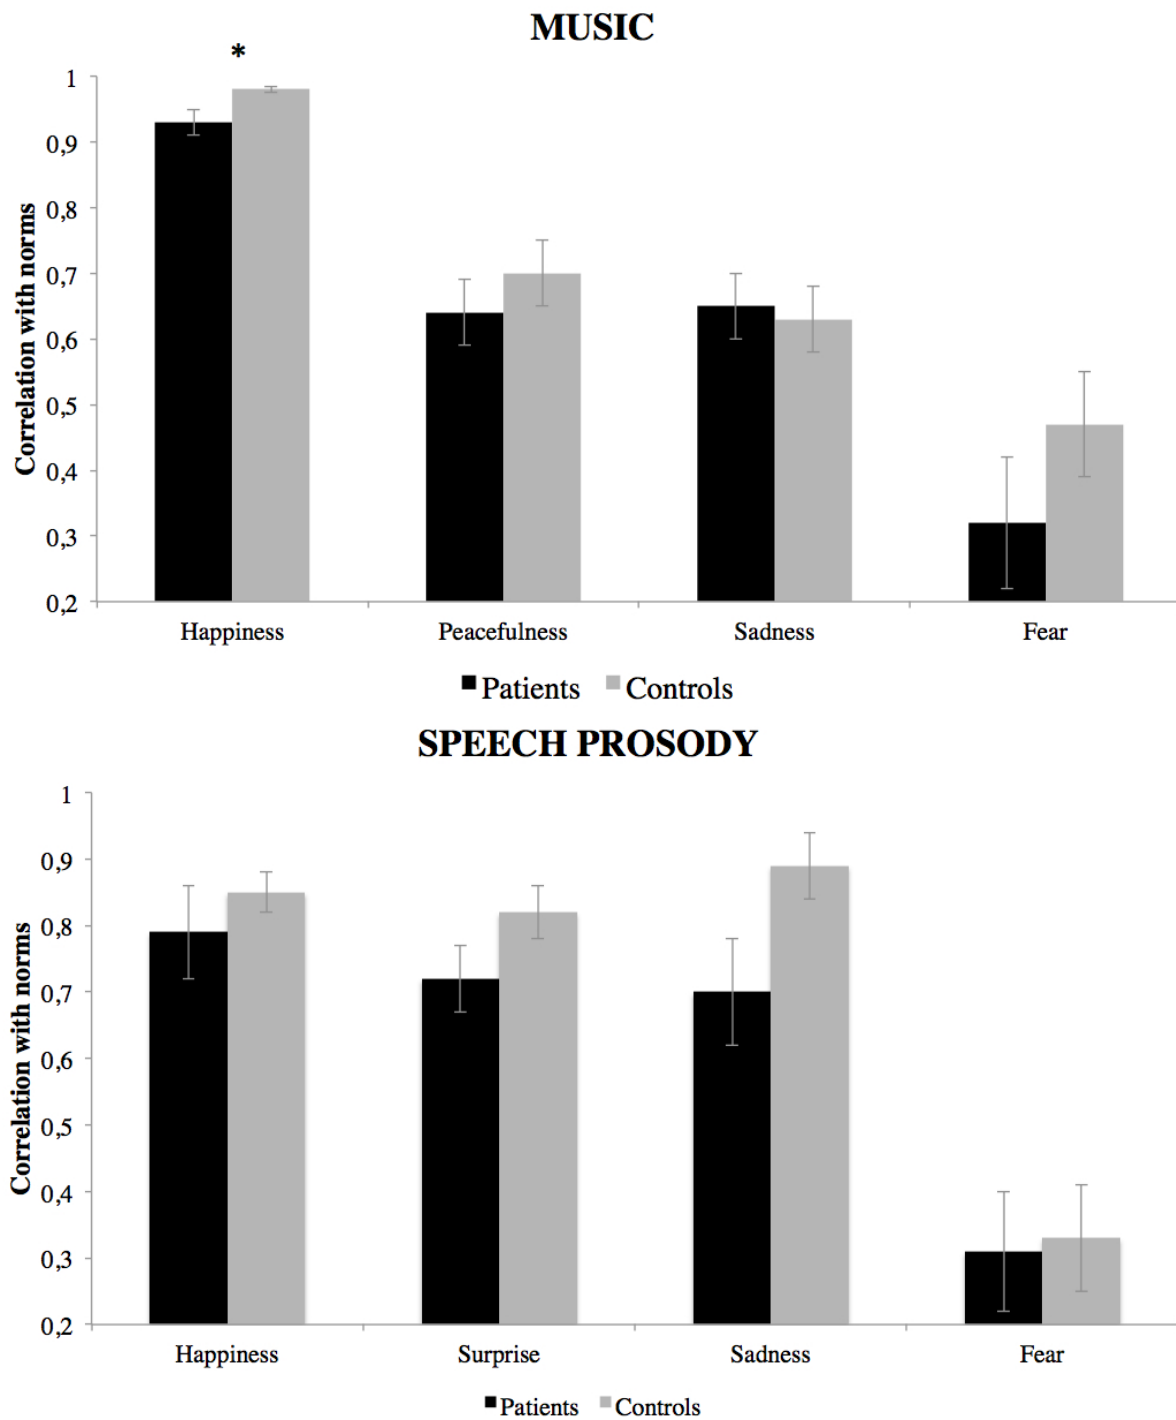 MUSIC
*
1
0,9
0,8
0,7
0,6
0,5
0,4
0,3
0,2
Correlation with norms
Happiness Peacefulness Sadness Fear
Patients Controls
SPEECH PROSODY
1
0,9
0,8
0,7
0,6
0,5
0,4
0,3
0,2
Correlation with norms
Happiness Surprise Sadness Fear
Patients Controls